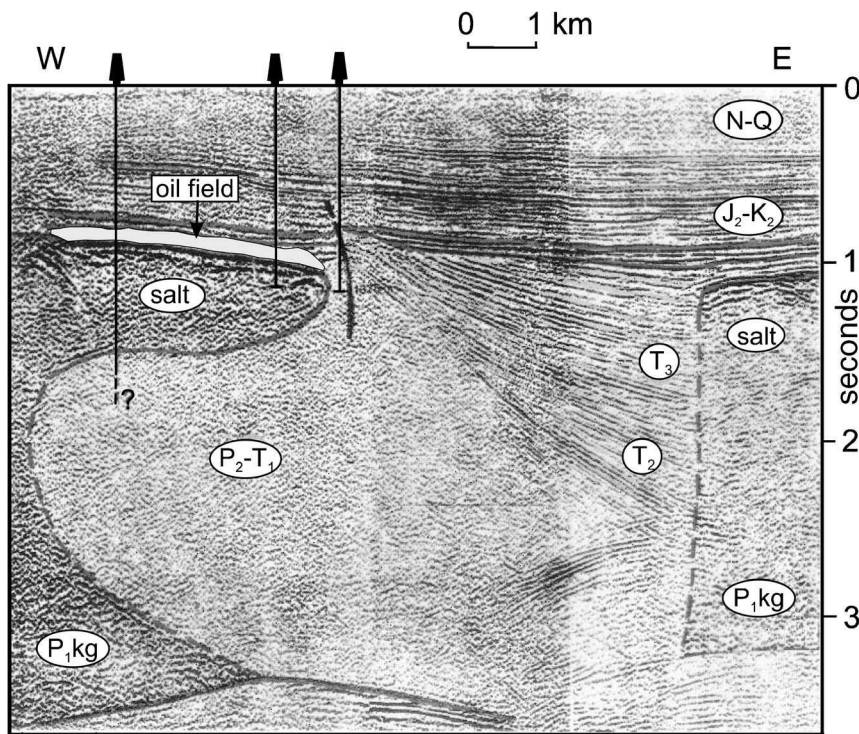 0 1 km
W E
0
N-Q
oil field
J₂-K₂
1
salt
salt
T₃
seconds
?
2
P₂-T₁
T₂
P₁kg
3
P₁kg